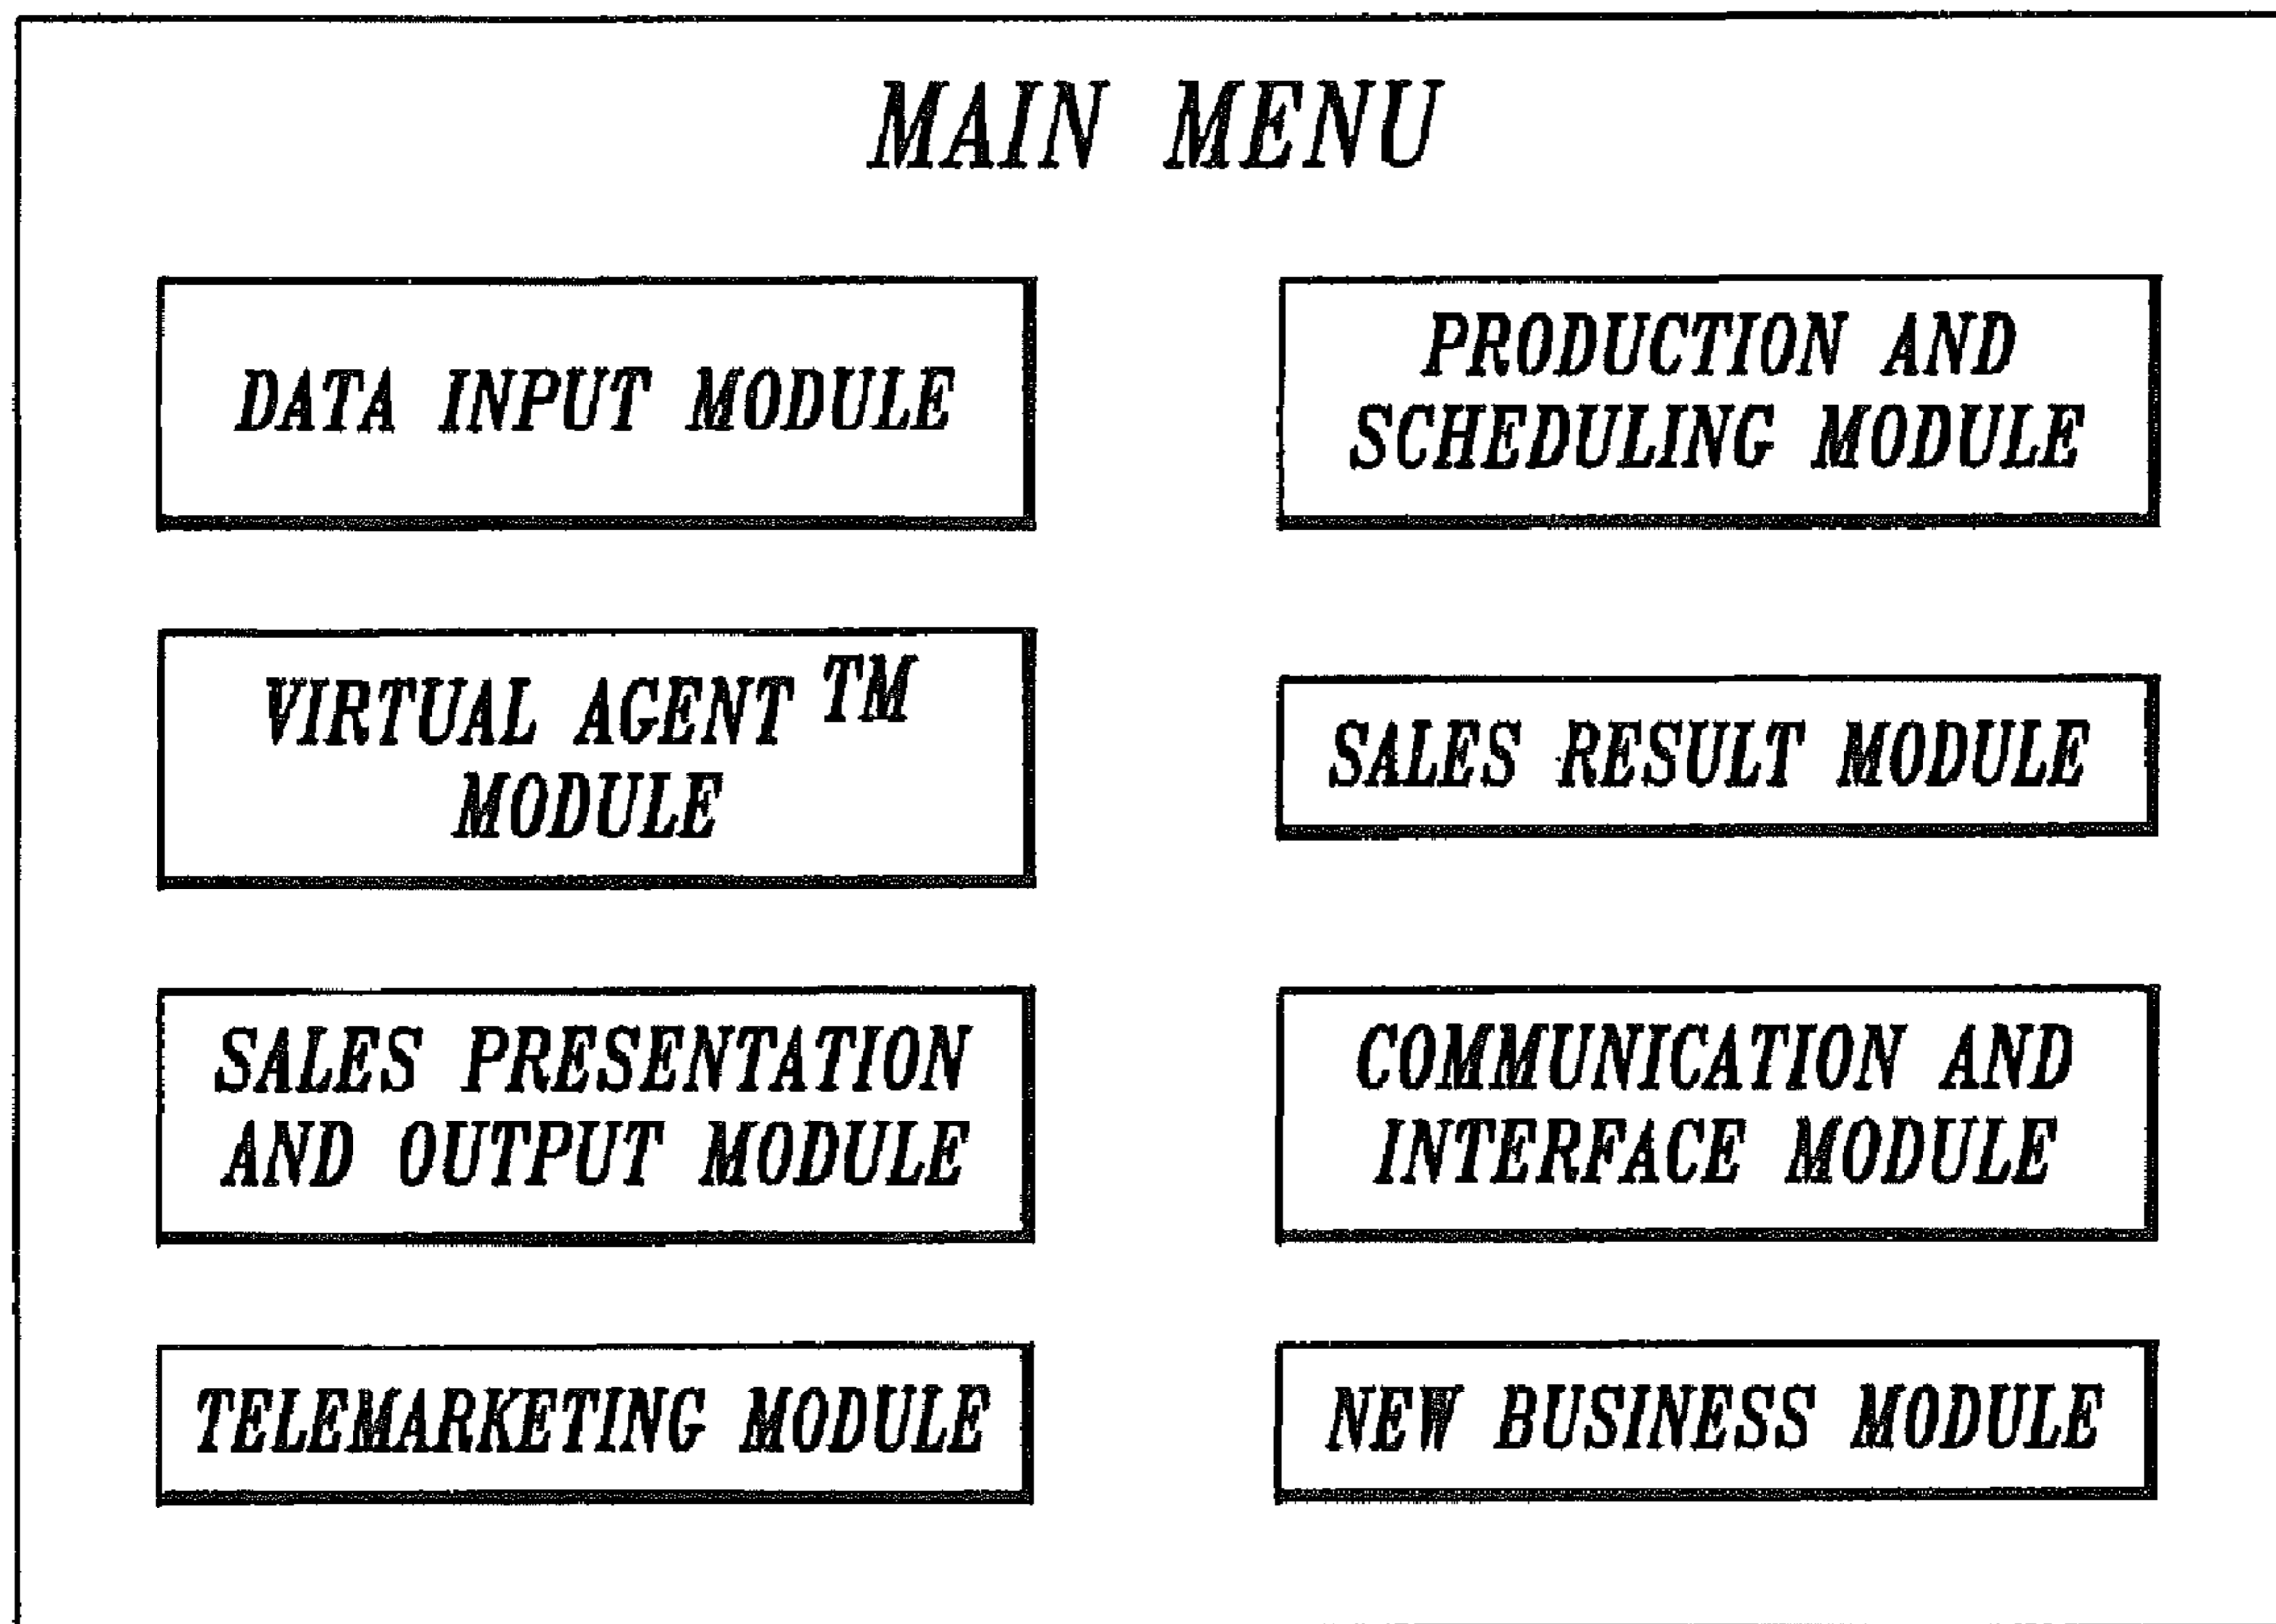 MAIN MENU
DATA INPUT MODULE
PRODUCTION AND
SCHEDULING MODULE
VIRTUAL AGENT TM
MODULE
SALES RESULT MODULE
SALES PRESENTATION
AND OUTPUT MODULE
COMMUNICATION AND
INTERFACE MODULE
TELEMARKETING MODULE
NEW BUSINESS MODULE